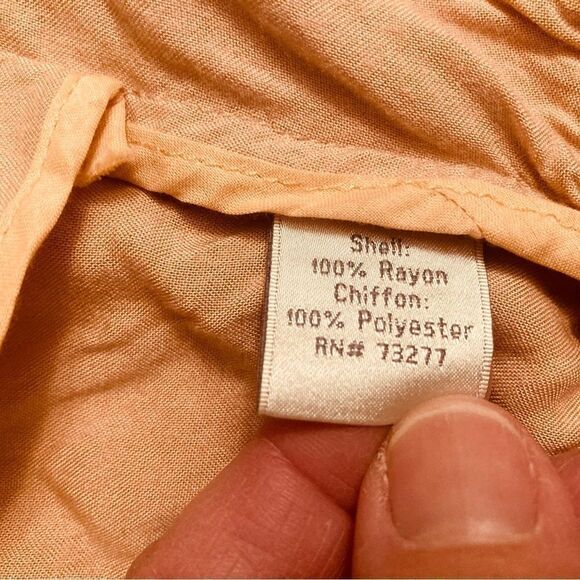 Shell:
100% Rayon
Chiffon:
100% Polyester
RN# 73277